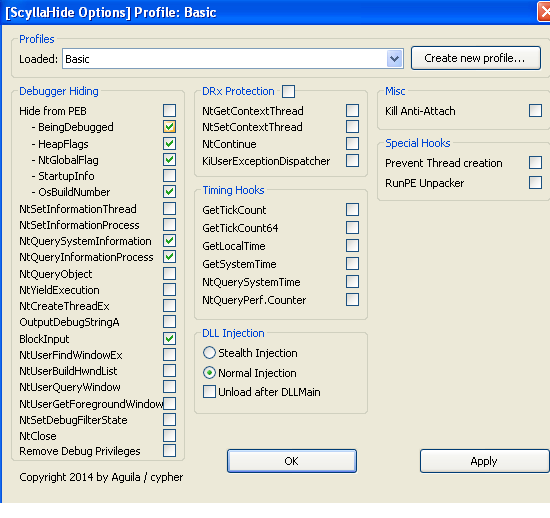 [ScyllaHide Options] Profile: Basic
Profiles
Loaded: Basic
Create new profile...
Debugger Hiding
Hide from PEB
- BeingDebugged
- HeapFlags
- NtGlobalFlag
- StartupInfo
- OsBuildNumber
NtSetInformationThread
NtSetInformationProcess
NtQuerySystemInformation
NtQueryInformationProcess
NtQueryObject
NtYieldExecution
NtCreateThreadEx
OutputDebugStringA
BlockInput
NtUserFindWindowEx
NtUserBuildHwndList
NtUserQueryWindow
NtUserGetForegroundWindow
NtSetDebugFilterState
NtClose
Remove Debug Privileges
DRx Protection
NtGetContextThread
NtSetContextThread
NtContinue
KiUserExceptionDispatcher
Timing Hooks
GetTickCount
GetTickCount64
GetLocalTime
GetSystemTime
NtQuerySystemTime
NtQueryPerf.Counter
DLL Injection
Stealth Injection
Normal Injection
Unload after DLLMain
Misc
Kill Anti-Attach
Special Hooks
Prevent Thread creation
RunPE Unpacker
OK
Apply
Copyright 2014 by Aguila / cypher